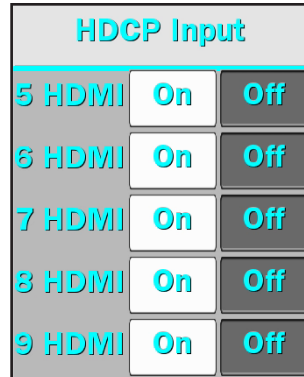 HDCP Input
5 HDMI On Off
6 HDMI On Off
7 HDMI On Off
8 HDMI On Off
9 HDMI On Off